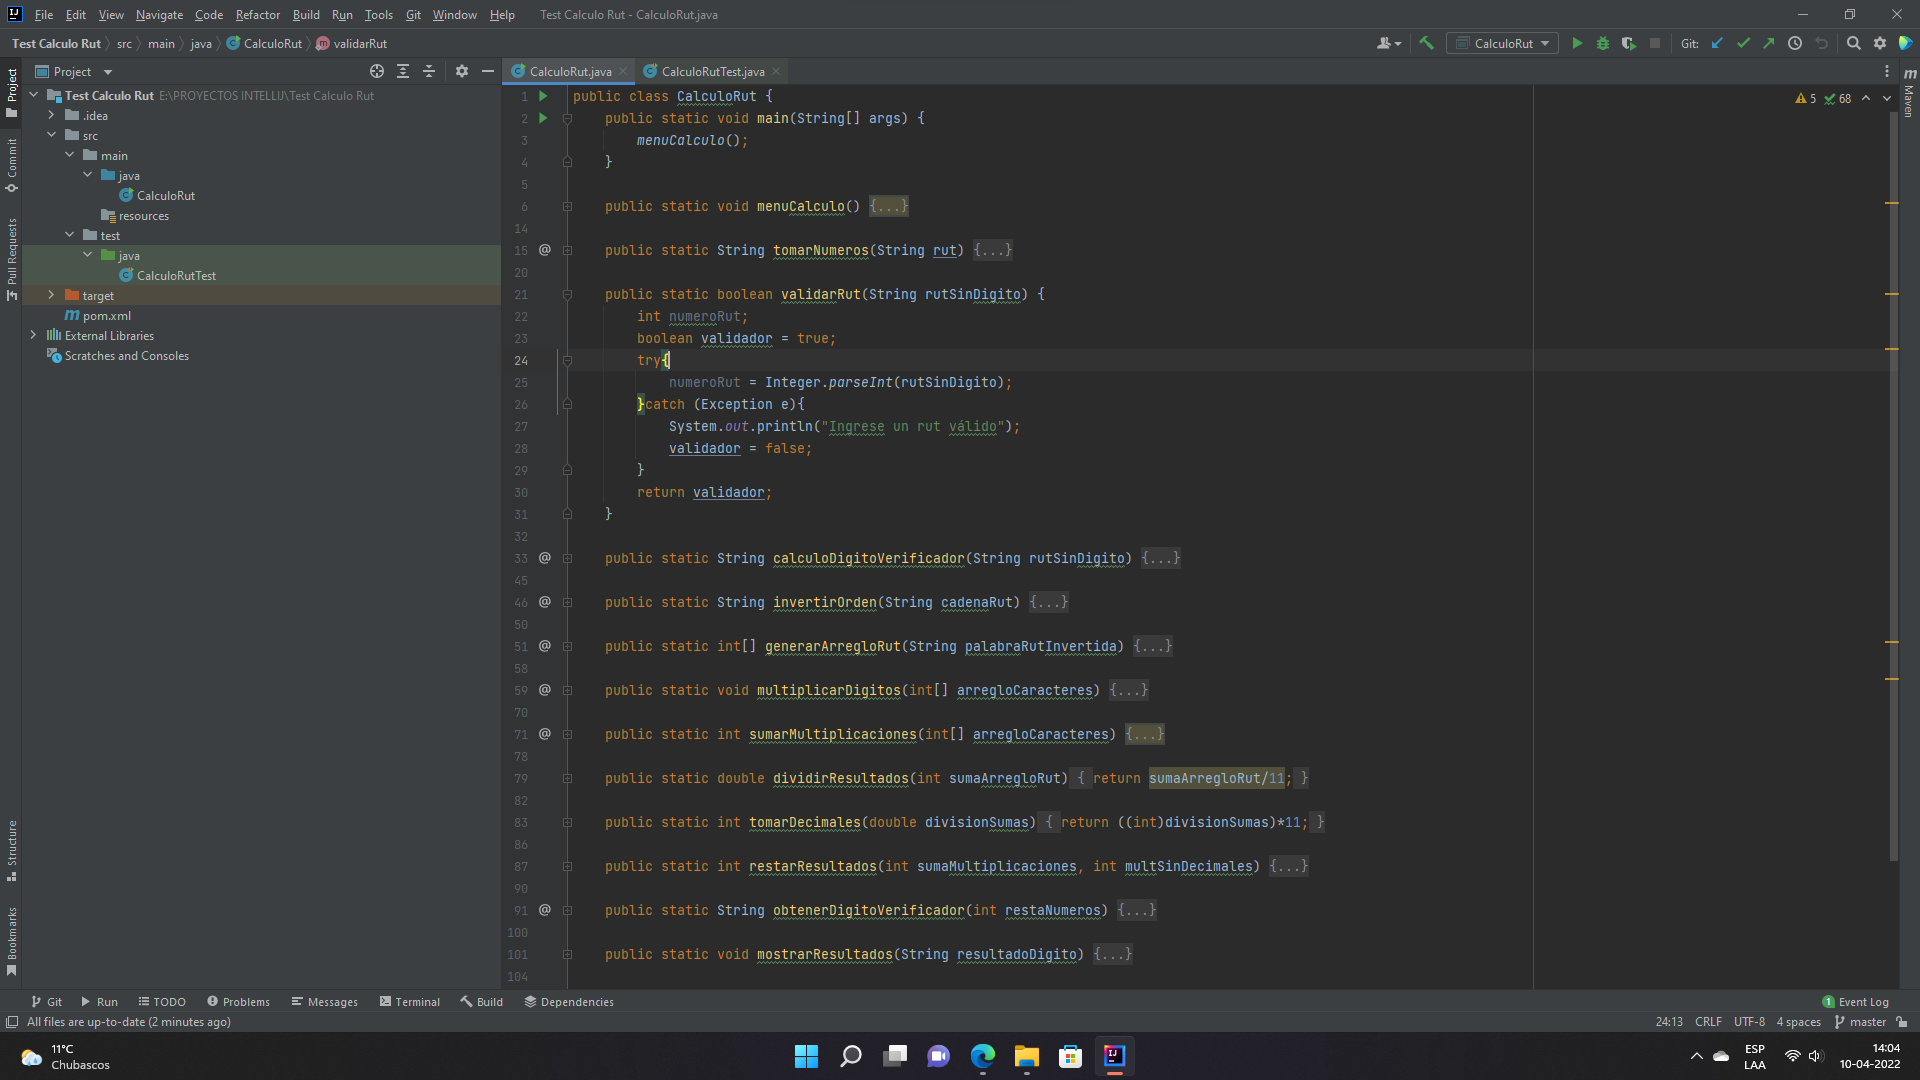 File Edit View Navigate Code Refactor Build Run Tools Git Window Help Test Calculo Rut - CalculoRut.java
Test Calculo Rut src main java CalculoRut validarRut
CalculoRut
Git:
Project
CalculoRut.java
CalculoRutTest.java
Test Calculo Rut E:\PROYECTOS INTELLIJ\Test Calculo Rut
.idea
src
main
java
CalculoRut
resources
test
java
CalculoRutTest
target
pom.xml
External Libraries
Scratches and Consoles
Project
Commit
Pull Requests
Structure
Bookmarks
Maven
5 68
1 public class CalculoRut {
2 public static void main(String[] args) {
3 menuCalculo();
4 }
5
6 public static void menuCalculo() {...}
14
15 @ public static String tomarNumeros(String rut) {...}
20
21 public static boolean validarRut(String rutSinDigito) {
22 int numeroRut;
23 boolean validador = true;
24 try{
25 numeroRut = Integer.parseInt(rutSinDigito);
26 }catch (Exception e){
27 System.out.println("Ingrese un rut válido");
28 validador = false;
29 }
30 return validador;
31 }
32
33 @ public static String calculoDigitoVerificador(String rutSinDigito) {...}
45
46 @ public static String invertirOrden(String cadenaRut) {...}
50
51 @ public static int[] generarArregloRut(String palabraRutInvertida) {...}
58
59 @ public static void multiplicarDigitos(int[] arregloCaracteres) {...}
70
71 @ public static int sumarMultiplicaciones(int[] arregloCaracteres) {...}
78
79 public static double dividirResultados(int sumaArregloRut) { return sumaArregloRut/11; }
82
83 public static int tomarDecimales(double divisionSumas) { return ((int)divisionSumas)*11; }
86
87 public static int restarResultados(int sumaMultiplicaciones, int multSinDecimales) {...}
90
91 @ public static String obtenerDigitoVerificador(int restaNumeros) {...}
100
101 public static void mostrarResultados(String resultadoDigito) {...}
104
Git Run TODO Problems Messages Terminal Build Dependencies
1 Event Log
All files are up-to-date (2 minutes ago)
24:13 CRLF UTF-8 4 spaces master
11°C
Chubascos
ESP
LAA
14:04
10-04-2022